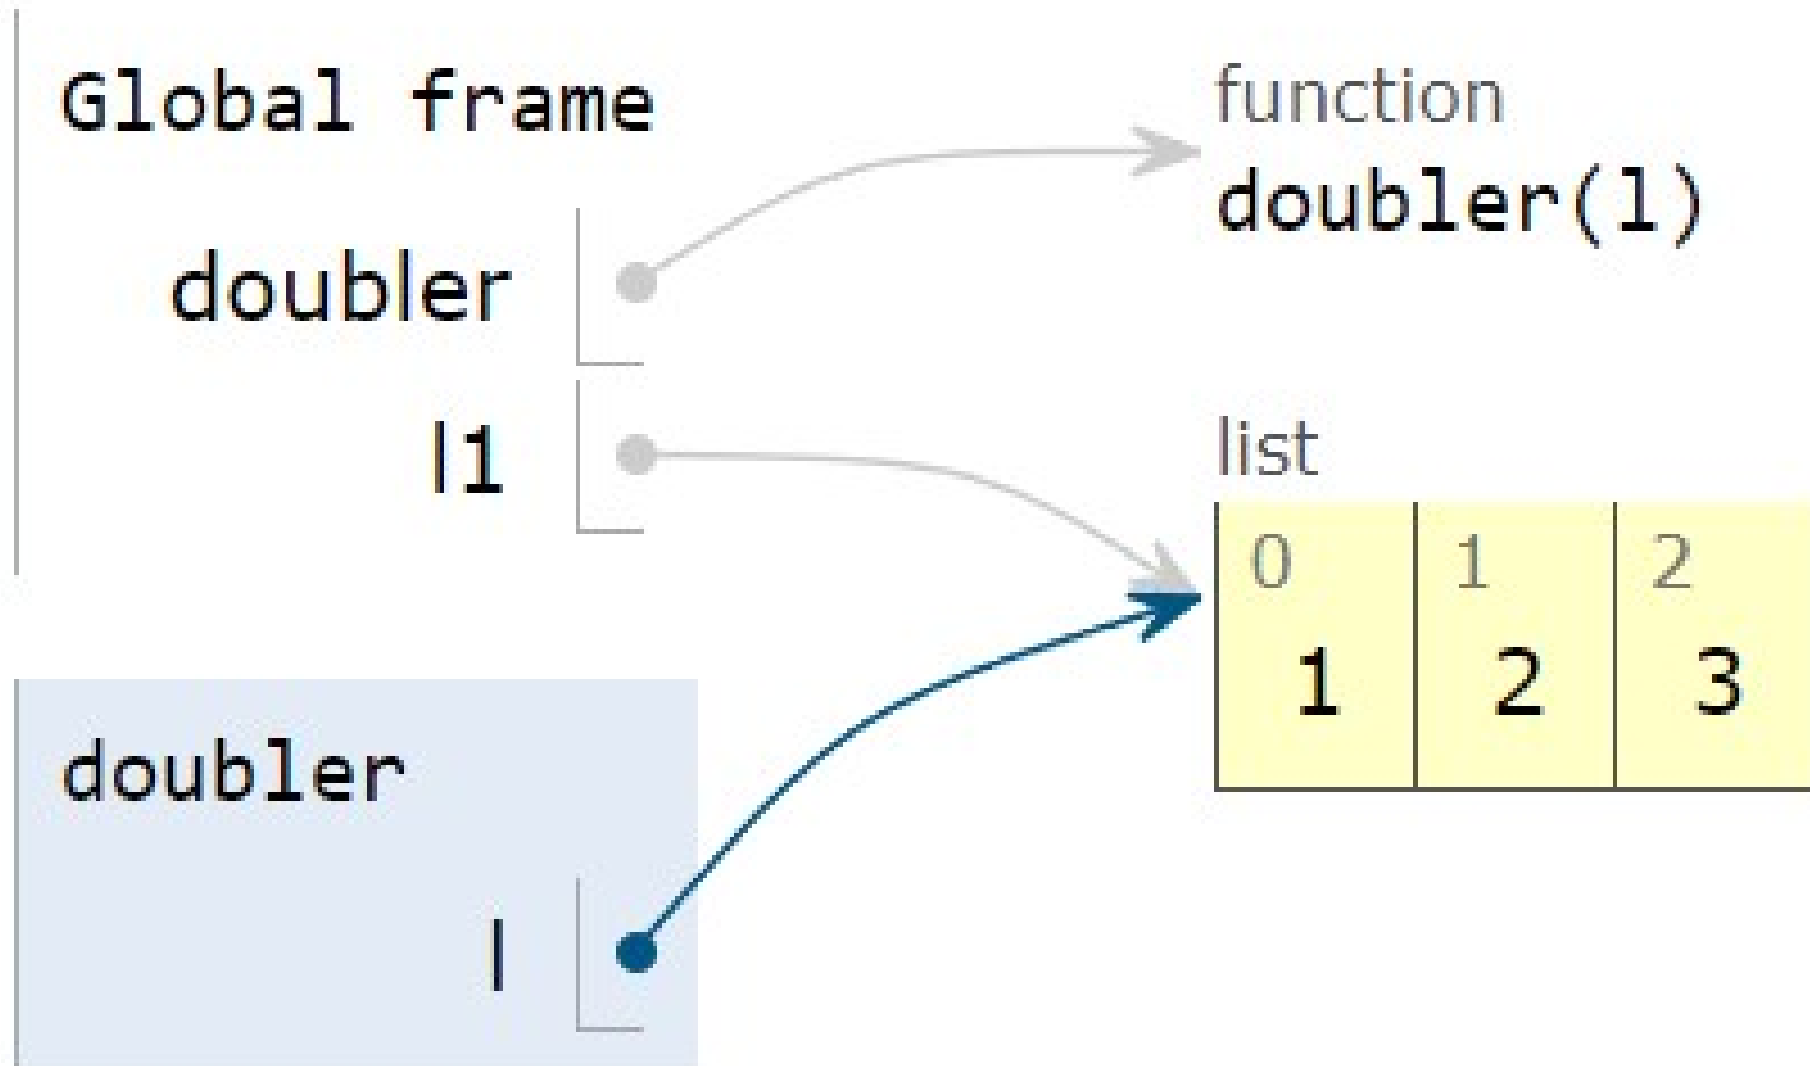 Global frame
function
doubler(l)
doubler
l1
list
0 1 2
1 2 3
doubler
l